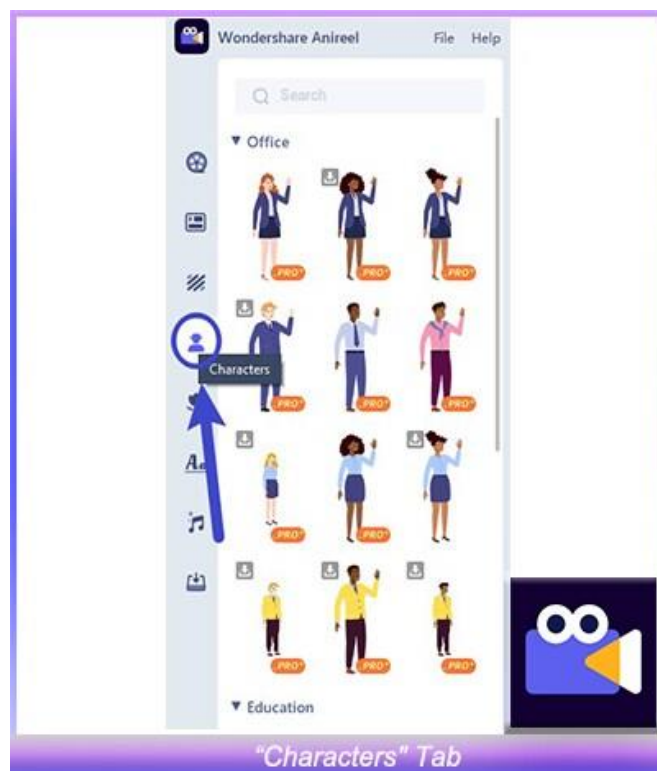 Wondershare Anireel File Help
Search
Office
PRO PRO PRO
PRO PRO PRO
Characters
PRO PRO
Aa
PRO PRO PRO
Education
"Characters" Tab